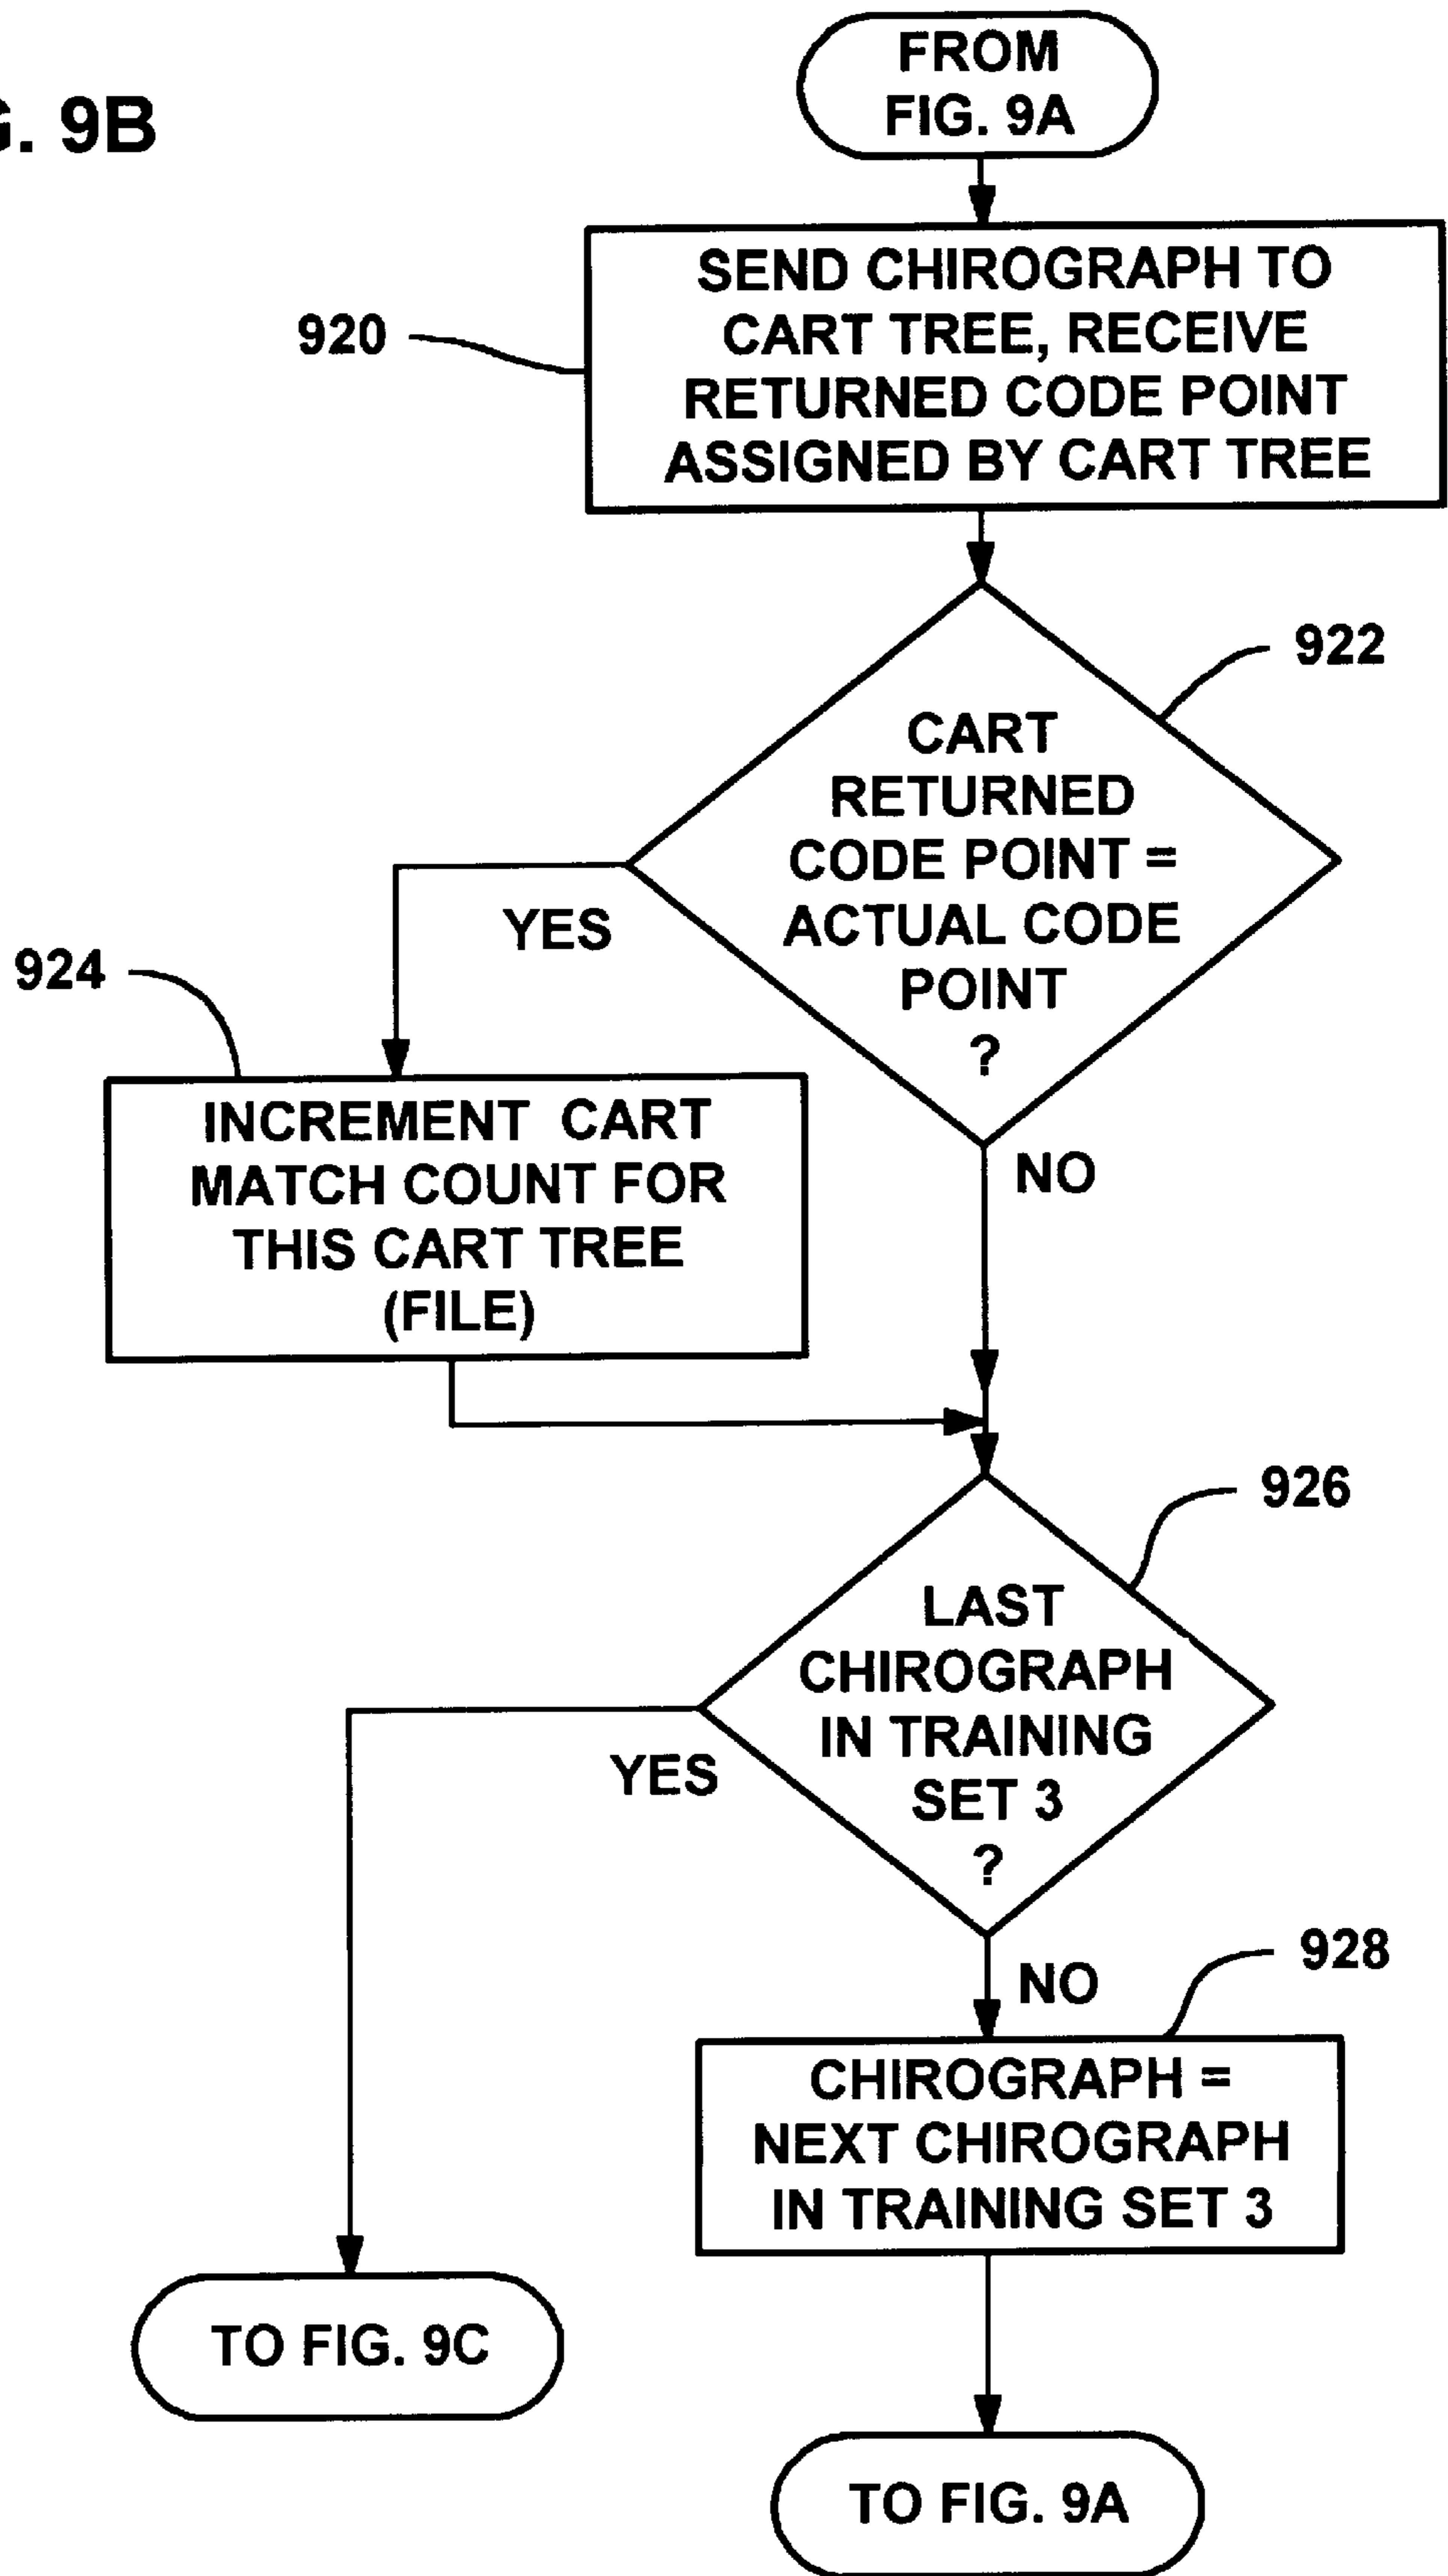 FROM
FIG. 9A
G. 9B
SEND CHIROGRAPH TO
CART TREE, RECEIVE
RETURNED CODE POINT
ASSIGNED BY CART TREE
920
922
CART
RETURNED
CODE POINT =
ACTUAL CODE
POINT
?
YES
924
NO
INCREMENT CART
MATCH COUNT FOR
THIS CART TREE
(FILE)
926
LAST
CHIROGRAPH
IN TRAINING
SET 3
?
YES
NO
928
CHIROGRAPH =
NEXT CHIROGRAPH
IN TRAINING SET 3
TO FIG. 9C
TO FIG. 9A